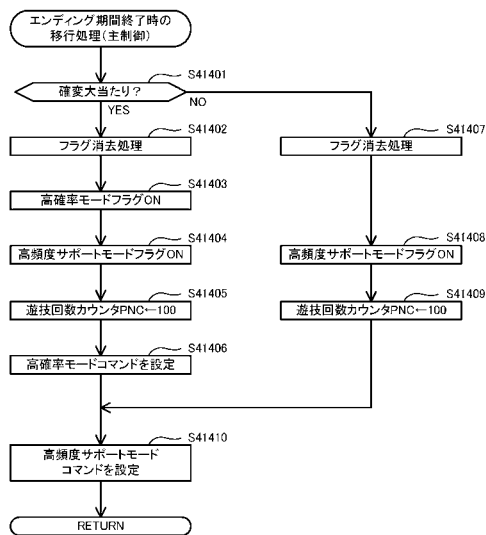 エンディング期間終了時の
移行処理(主制御)
S41401
確変大当たり?
YES
NO
S41402
フラグ消去処理
S41407
フラグ消去処理
S41403
高確率モードフラグON
S41404
高頻度サポートモードフラグON
S41408
高頻度サポートモードフラグON
S41405
遊技回数カウンタPNC←100
S41409
遊技回数カウンタPNC←100
S41406
高確率モードコマンドを設定
S41410
高頻度サポートモード
コマンドを設定
RETURN